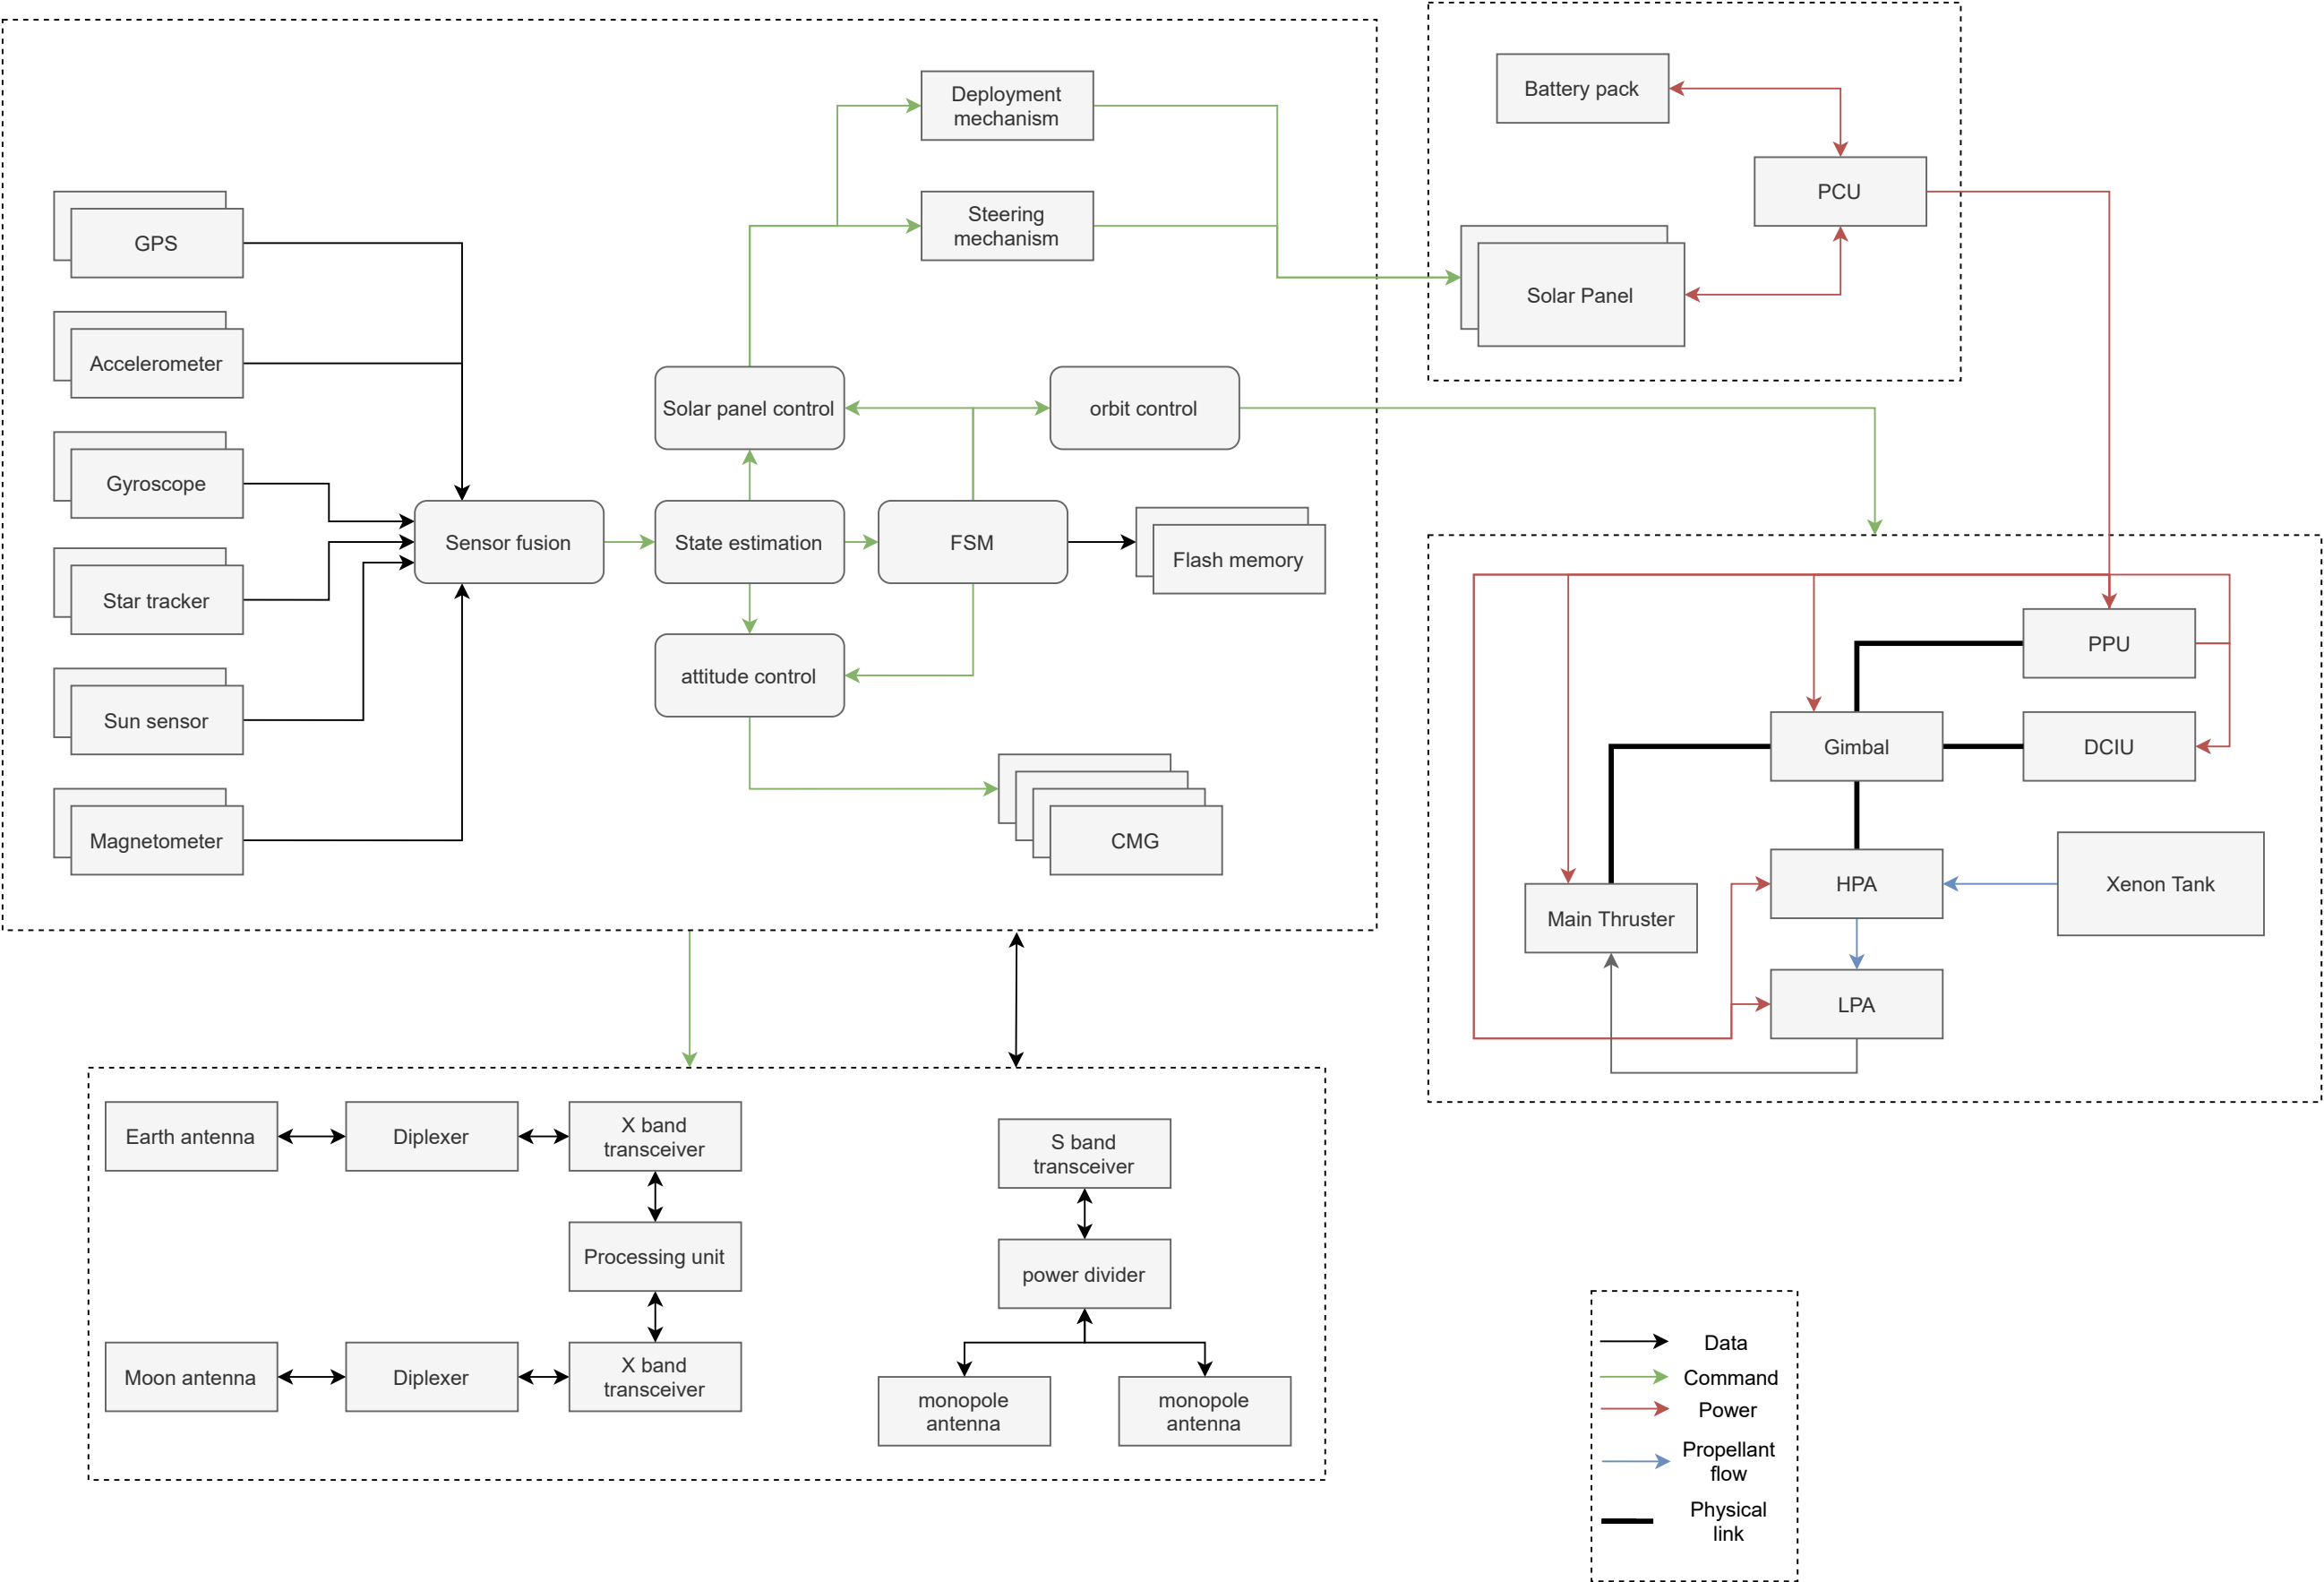 Deployment
mechanism
Steering
mechanism
GPS
Accelerometer
Gyroscope
Star tracker
Sun sensor
Magnetometer
Sensor fusion
Solar panel control
State estimation
attitude control
orbit control
FSM
Flash memory
CMG
Battery pack
PCU
Solar Panel
PPU
Gimbal
DCIU
HPA
Xenon Tank
Main Thruster
LPA
Earth antenna
Diplexer
X band
transceiver
Processing unit
Moon antenna
Diplexer
X band
transceiver
S band
transceiver
power divider
monopole
antenna
monopole
antenna
Data
Command
Power
Propellant
flow
Physical
link